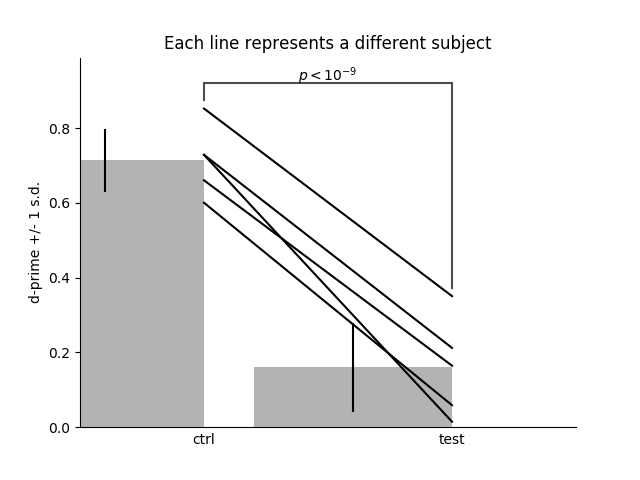 Each line represents a different subject
p < 10⁻⁹
d-prime +/- 1 s.d.
0.8
0.6
0.4
0.2
0.0
ctrl test